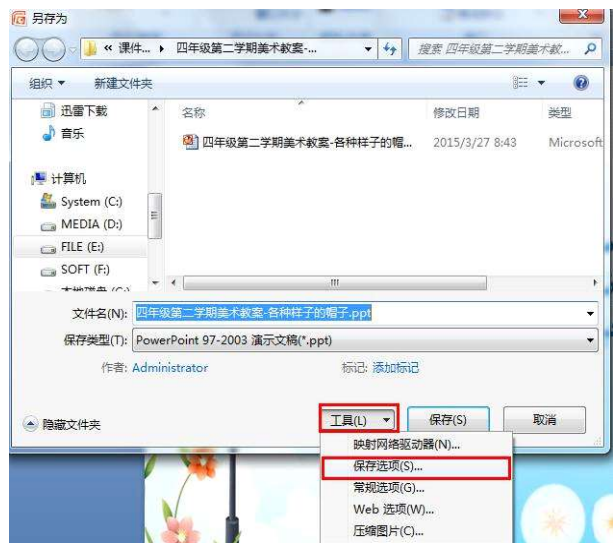 另存为
« 课件... ▸ 四年级第二学期美术教案-...
搜索 四年级第二学期美术教案...
组织 ▼ 新建文件夹
迅雷下载
音乐
计算机
System (C:)
MEDIA (D:)
FILE (E:)
SOFT (F:)
本地磁盘 (G:)
名称 修改日期 类型
四年级第二学期美术教案-各种样子的帽... 2015/3/27 8:43 Microsoft
文件名(N): 四年级第二学期美术教案-各种样子的帽子.ppt
保存类型(T): PowerPoint 97-2003 演示文稿(*.ppt)
作者: Administrator 标记: 添加标记
隐藏文件夹 工具(L) 保存(S) 取消
映射网络驱动器(N)...
保存选项(S)...
常规选项(G)...
Web 选项(W)...
压缩图片(C)...